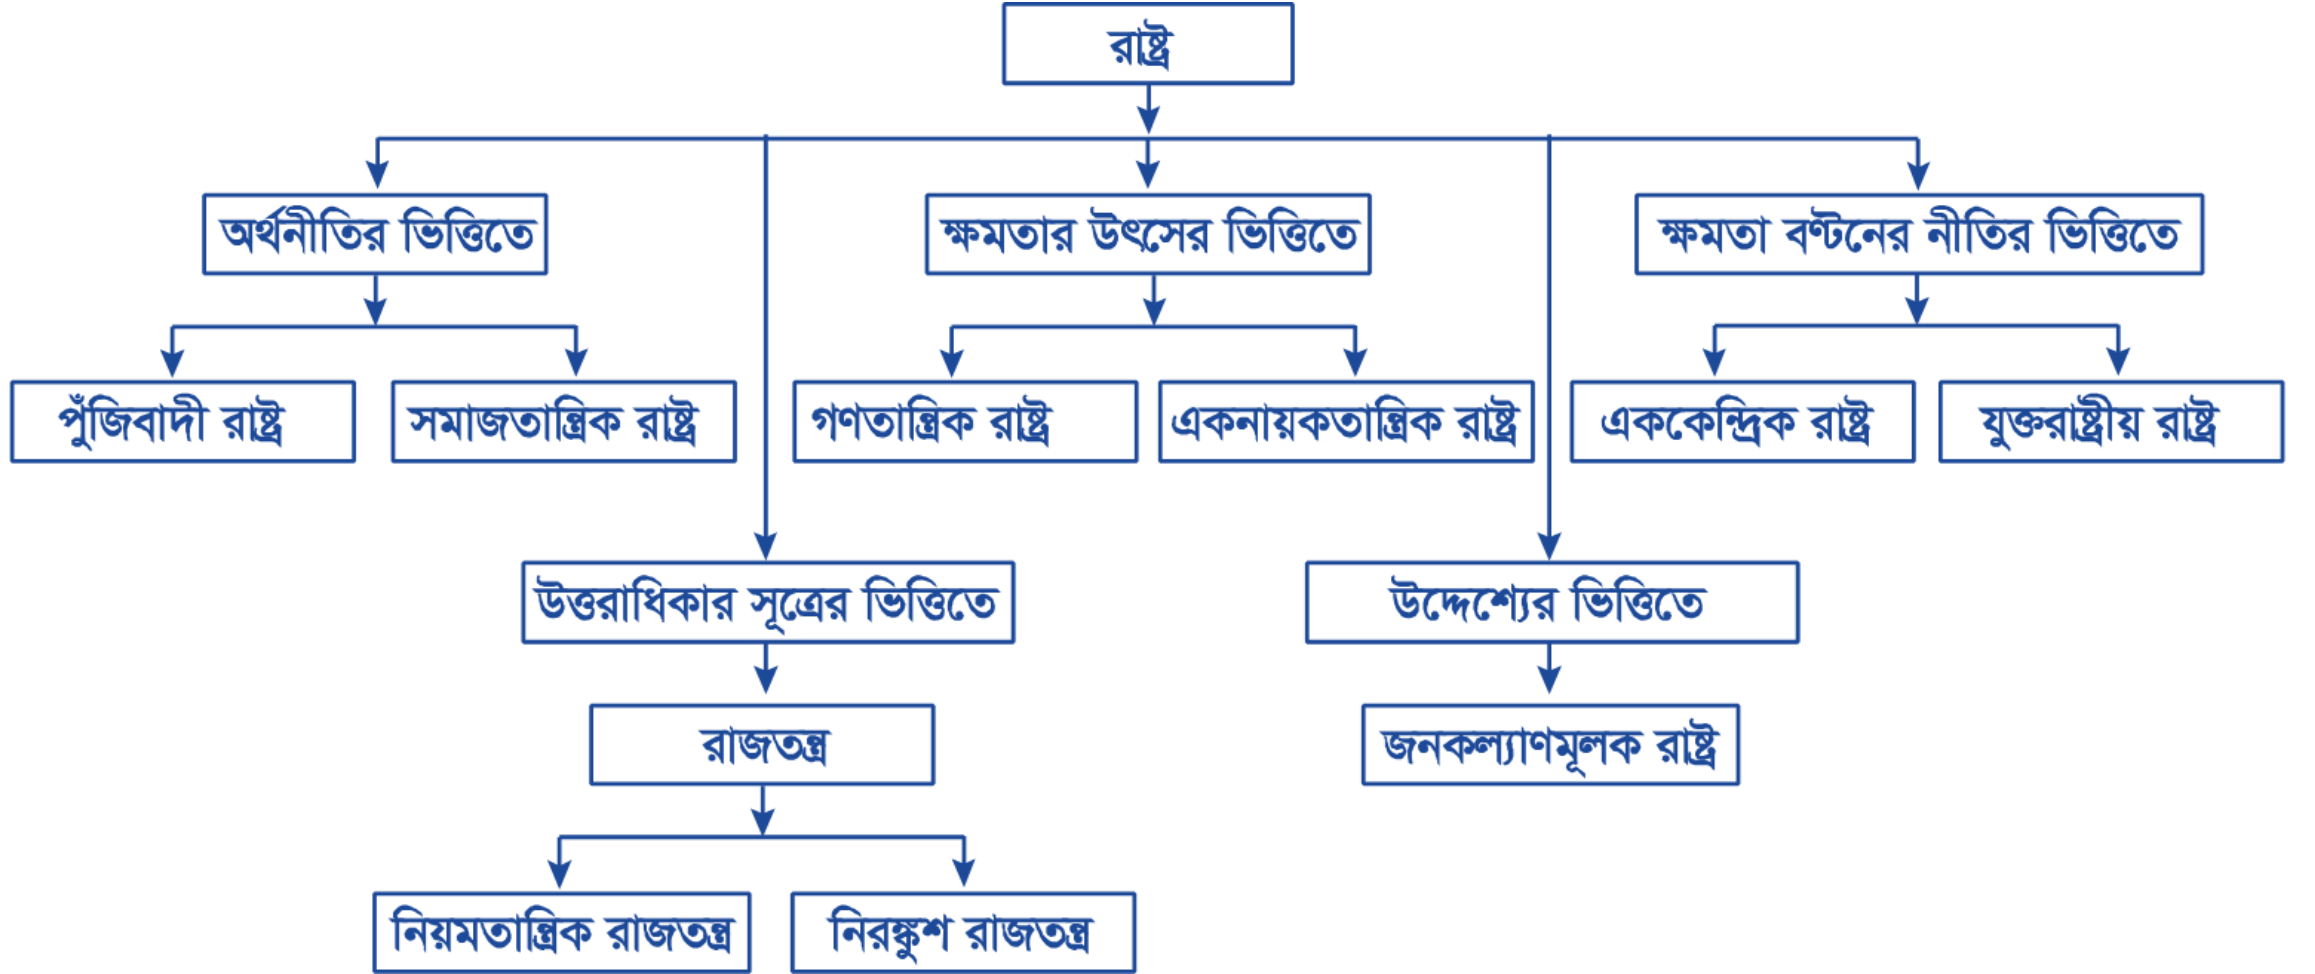 রাষ্ট্র
অর্থনীতির ভিত্তিতে
ক্ষমতার উৎসের ভিত্তিতে
ক্ষমতা বণ্টনের নীতির ভিত্তিতে
পুঁজিবাদী রাষ্ট্র
সমাজতান্ত্রিক রাষ্ট্র
গণতান্ত্রিক রাষ্ট্র
একনায়কতান্ত্রিক রাষ্ট্র
এককেন্দ্রিক রাষ্ট্র
যুক্তরাষ্ট্রীয় রাষ্ট্র
উত্তরাধিকার সূত্রের ভিত্তিতে
উদ্দেশ্যের ভিত্তিতে
রাজতন্ত্র
জনকল্যাণমূলক রাষ্ট্র
নিয়মতান্ত্রিক রাজতন্ত্র
নিরঙ্কুশ রাজতন্ত্র